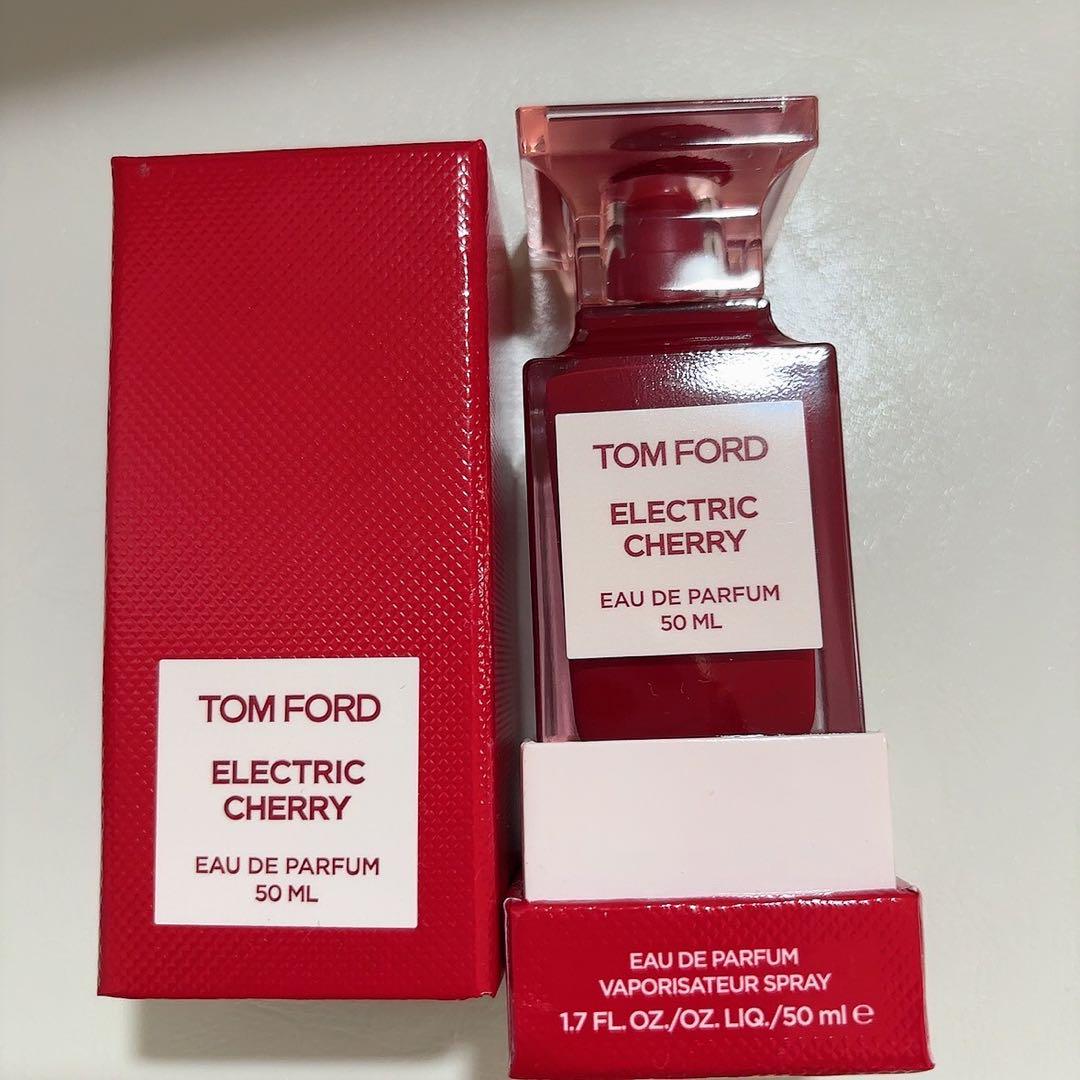 TOM FORD
ELECTRIC
CHERRY
EAU DE PARFUM
50 ML
TOM FORD
ELECTRIC
CHERRY
EAU DE PARFUM
50 ML
EAU DE PARFUM
VAPORISATEUR SPRAY
1.7 FL. OZ./OZ. LIQ./50 ml ℮